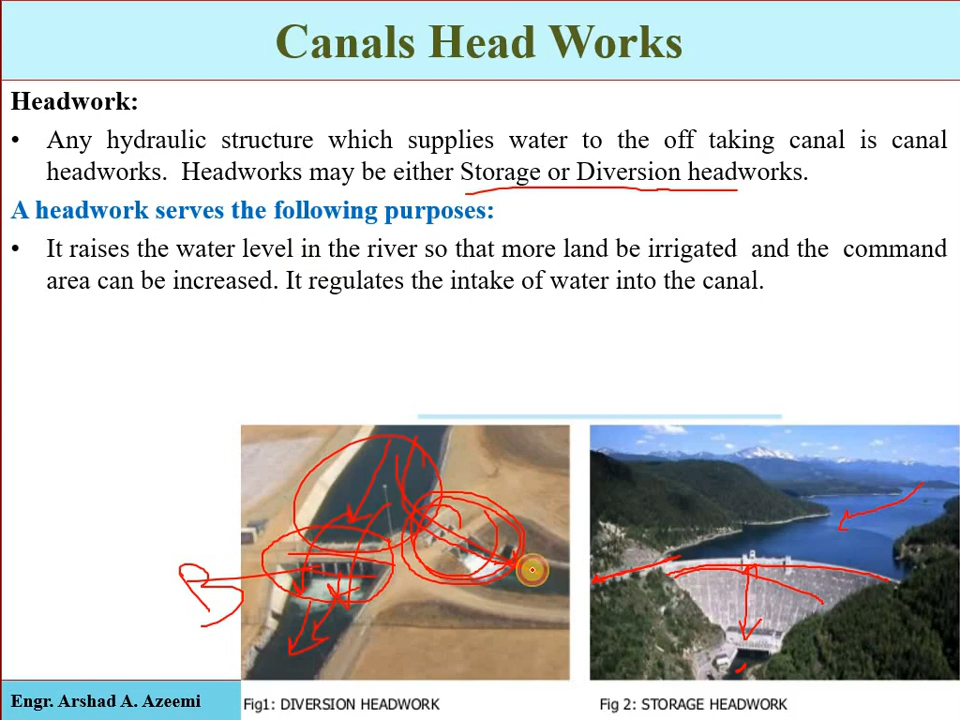 Canals Head Works
Headwork:
• Any hydraulic structure which supplies water to the off taking canal is canal
headworks. Headworks may be either Storage or Diversion headworks.
A headwork serves the following purposes:
• It raises the water level in the river so that more land be irrigated and the command
area can be increased. It regulates the intake of water into the canal.
B
Engr. Arshad A. Azeemi
Fig1: DIVERSION HEADWORK
Fig 2: STORAGE HEADWORK